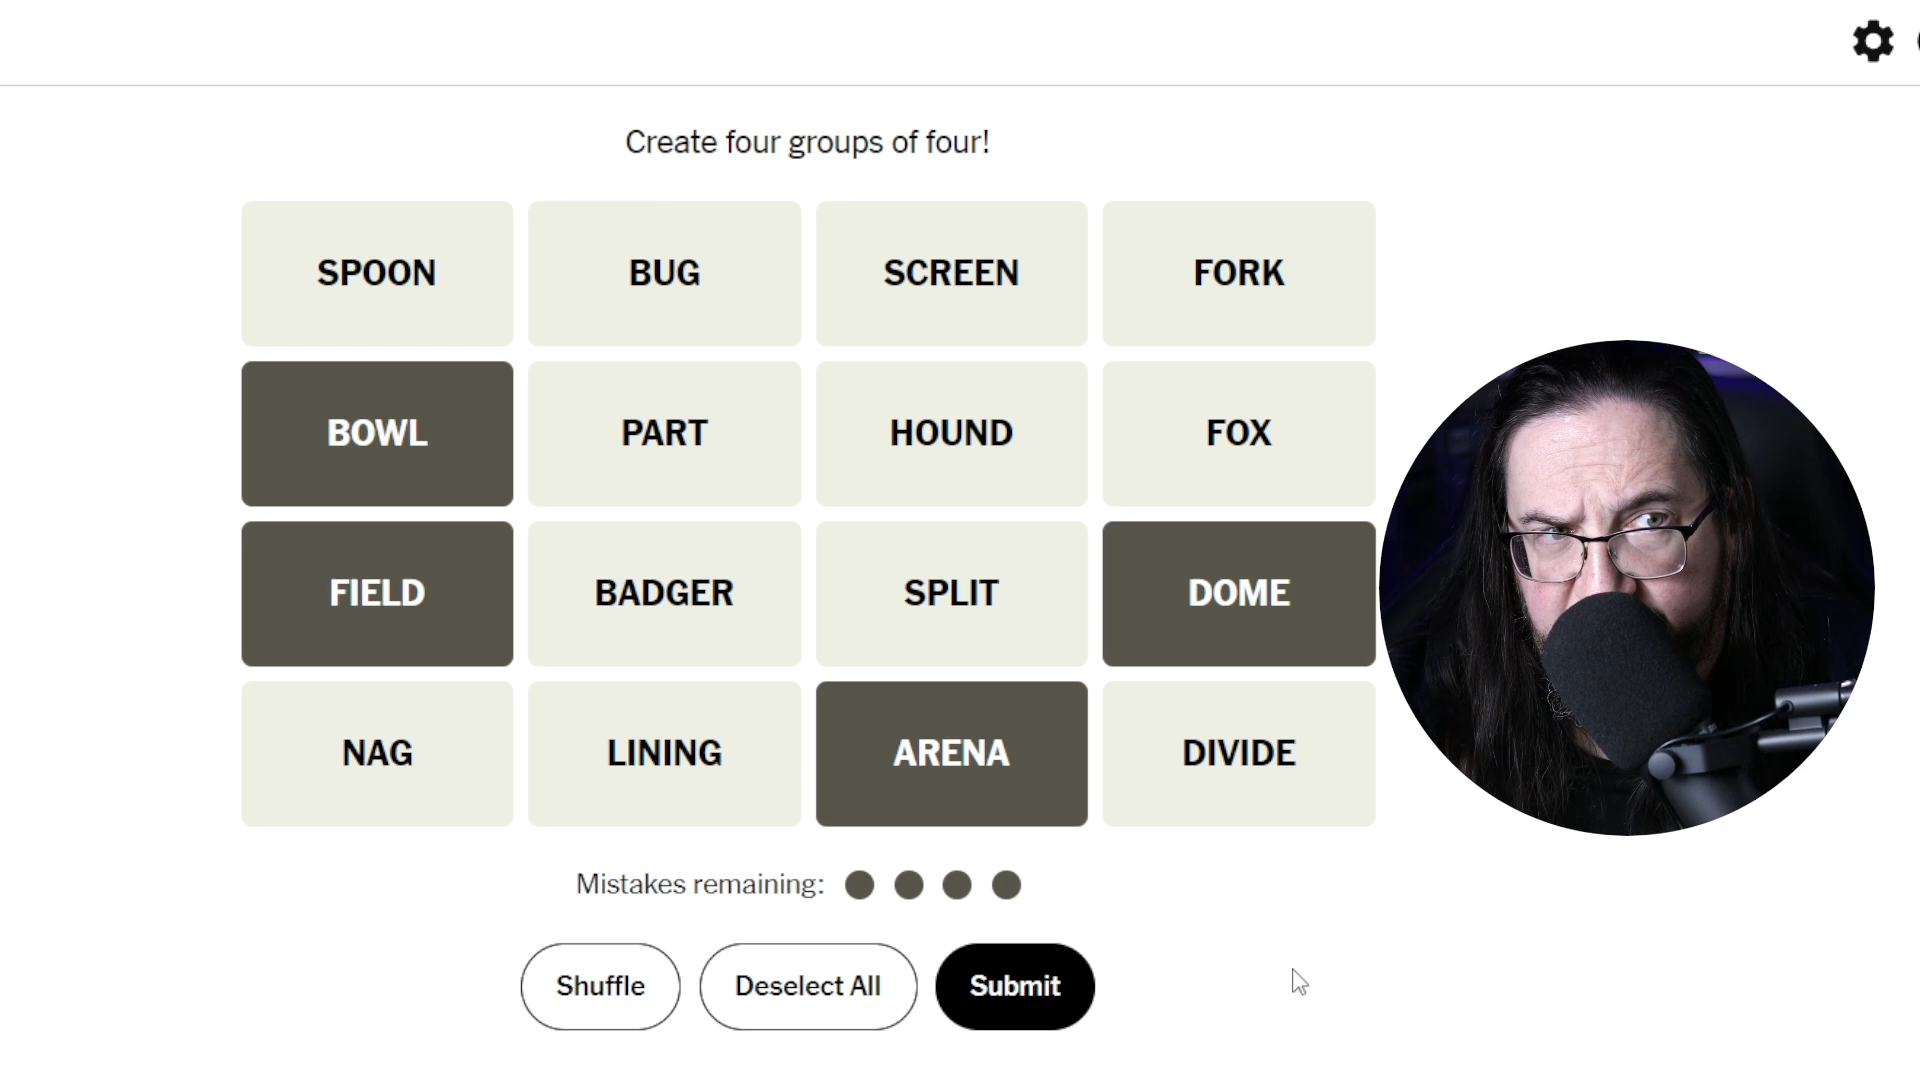 Create four groups of four!
SPOON BUG SCREEN FORK
BOWL PART HOUND FOX
FIELD BADGER SPLIT DOME
NAG LINING ARENA DIVIDE
Mistakes remaining:
Shuffle Deselect All Submit